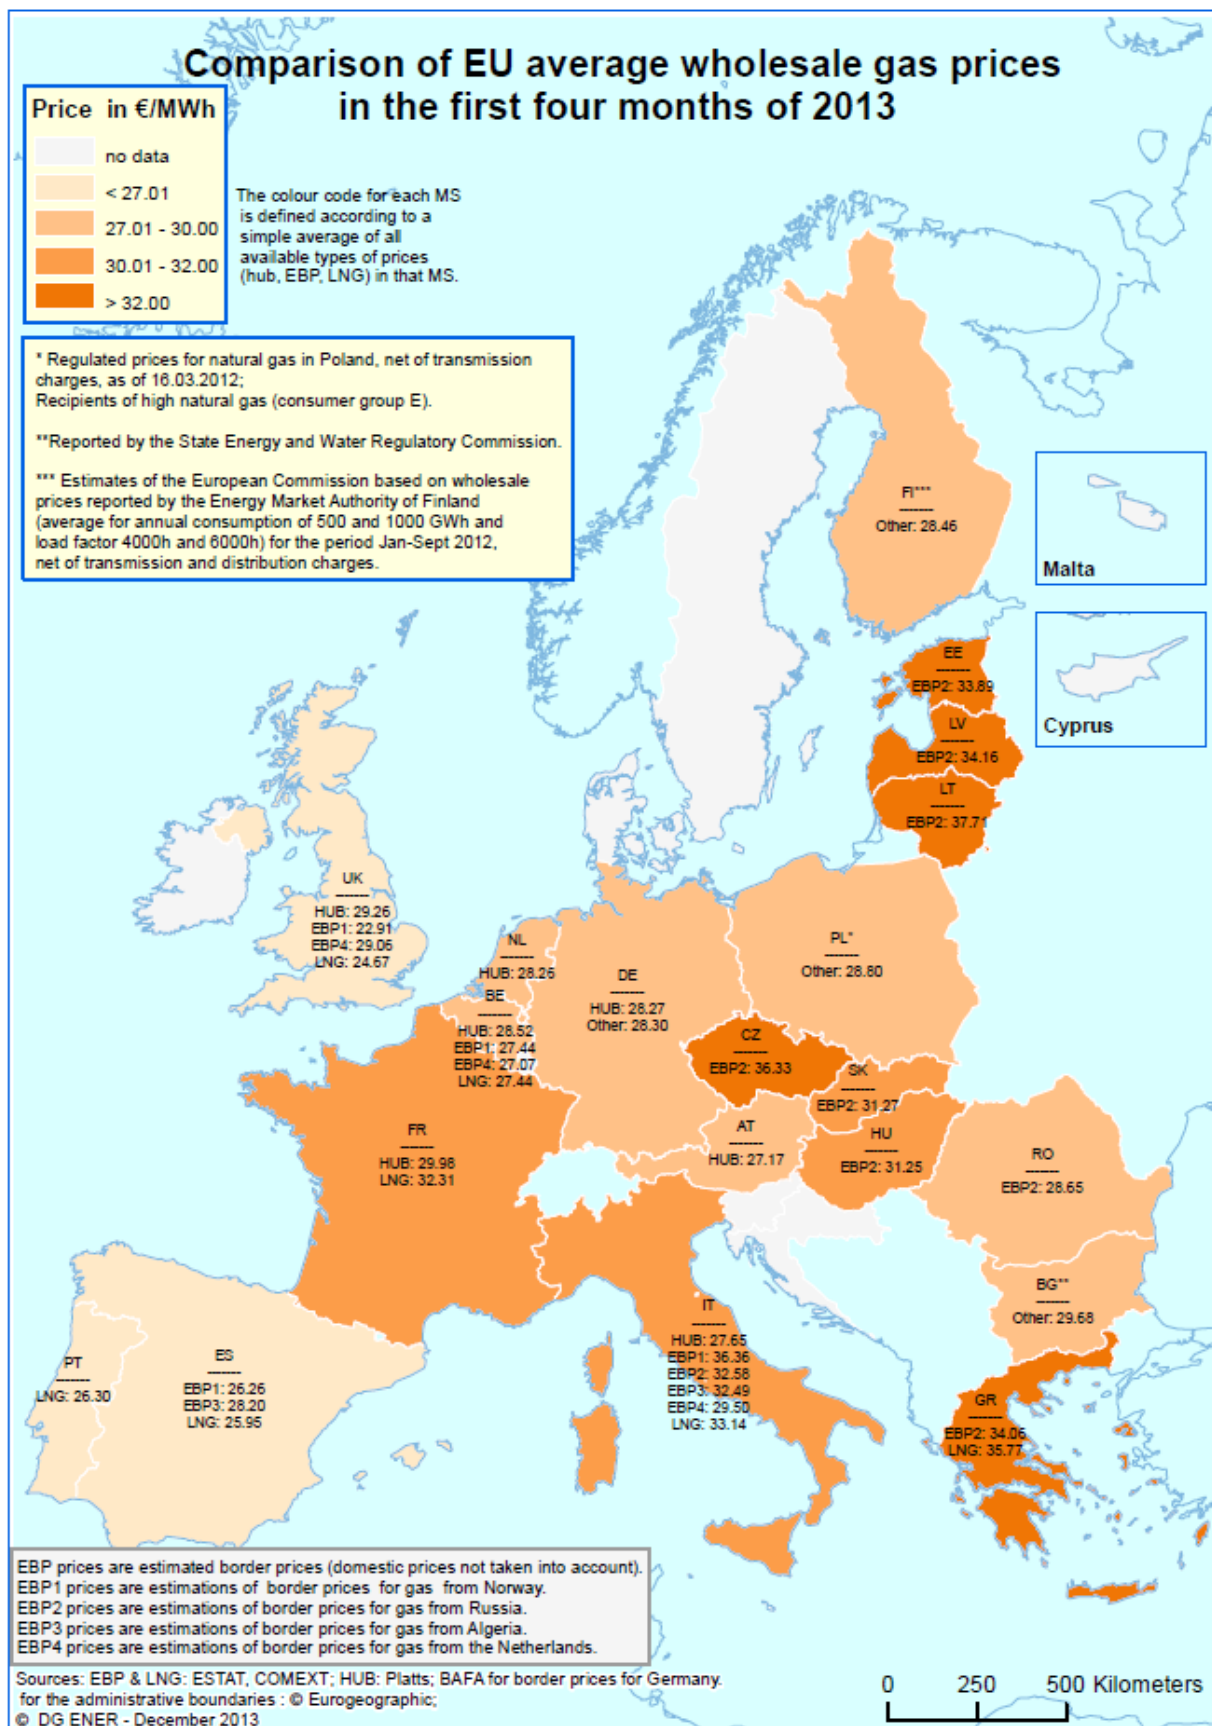 Comparison of EU average wholesale gas prices
in the first four months of 2013
Price in €/MWh
no data
< 27.01
27.01 - 30.00
30.01 - 32.00
> 32.00
The colour code for each MS
is defined according to a
simple average of all
available types of prices
(hub, EBP, LNG) in that MS.
* Regulated prices for natural gas in Poland, net of transmission
charges, as of 16.03.2012;
Recipients of high natural gas (consumer group E).
**Reported by the State Energy and Water Regulatory Commission.
*** Estimates of the European Commission based on wholesale
prices reported by the Energy Market Authority of Finland
(average for annual consumption of 500 and 1000 GWh and
load factor 4000h and 6000h) for the period Jan-Sept 2012,
net of transmission and distribution charges.
FI***
-------
Other: 28.46
Malta
Cyprus
EE
-------
EBP2: 33.89
LV
-------
EBP2: 34.16
LT
-------
EBP2: 37.71
UK
-------
HUB: 29.26
EBP1: 22.91
EBP4: 29.06
LNG: 24.67
NL
-------
HUB: 28.26
BE
-------
HUB: 28.52
EBP1: 27.44
EBP4: 27.07
LNG: 27.44
DE
-------
HUB: 28.27
Other: 28.30
PL*
-------
Other: 28.80
CZ
-------
EBP2: 36.33
SK
-------
EBP2: 31.27
AT
-------
HUB: 27.17
HU
-------
EBP2: 31.25
RO
-------
EBP2: 28.65
BG**
-------
Other: 29.68
FR
-------
HUB: 29.98
LNG: 32.31
IT
-------
HUB: 27.65
EBP1: 36.36
EBP2: 32.58
EBP3: 32.49
EBP4: 29.50
LNG: 33.14
PT
-------
LNG: 26.30
ES
-------
EBP1: 26.26
EBP3: 28.20
LNG: 25.95
GR
-------
EBP2: 34.06
LNG: 35.77
EBP prices are estimated border prices (domestic prices not taken into account).
EBP1 prices are estimations of border prices for gas from Norway.
EBP2 prices are estimations of border prices for gas from Russia.
EBP3 prices are estimations of border prices for gas from Algeria.
EBP4 prices are estimations of border prices for gas from the Netherlands.
Sources: EBP & LNG: ESTAT, COMEXT; HUB: Platts; BAFA for border prices for Germany.
for the administrative boundaries : © Eurogeographic;
© DG ENER - December 2013
0 250 500 Kilometers